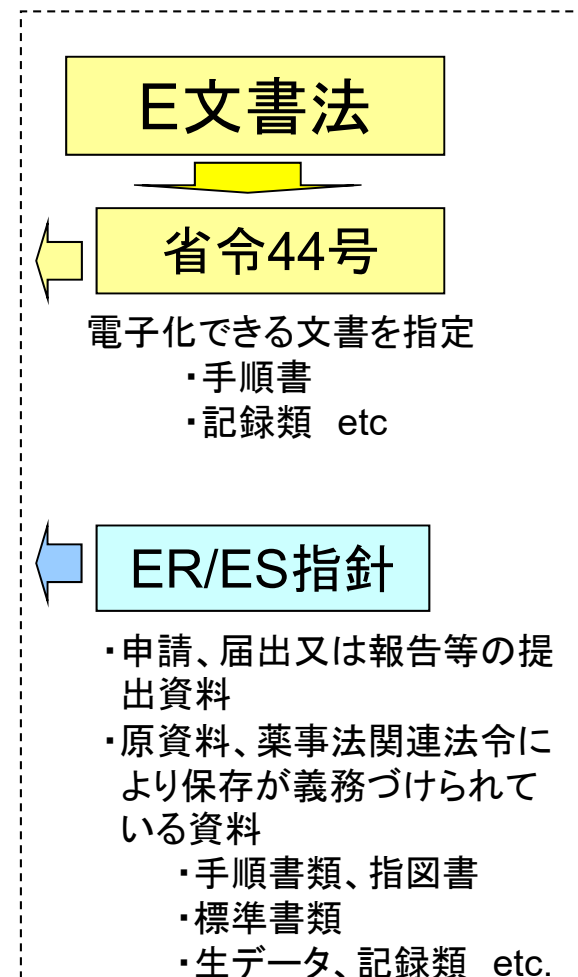 E文書法
省令44号
電子化できる文書を指定
・手順書
・記録類 etc
ER/ES指針
・申請、届出又は報告等の提
出資料
・原資料、薬事法関連法令に
より保存が義務づけられて
いる資料
・手順書類、指図書
・標準書類
・生データ、記録類 etc.